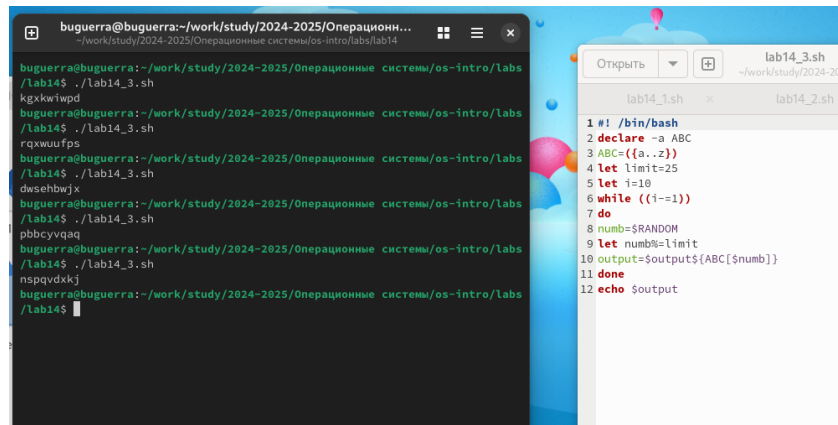 buguerra@buguerra:~/work/study/2024-2025/Операционн...
~/work/study/2024-2025/Операционные системы/os-intro/labs/lab14
buguerra@buguerra:~/work/study/2024-2025/Операционные системы/os-intro/labs
/lab14$ ./lab14_3.sh
kgxkwiwpd
buguerra@buguerra:~/work/study/2024-2025/Операционные системы/os-intro/labs
/lab14$ ./lab14_3.sh
rqxwuufps
buguerra@buguerra:~/work/study/2024-2025/Операционные системы/os-intro/labs
/lab14$ ./lab14_3.sh
dwsehbwjx
buguerra@buguerra:~/work/study/2024-2025/Операционные системы/os-intro/labs
/lab14$ ./lab14_3.sh
pbbcyvqaq
buguerra@buguerra:~/work/study/2024-2025/Операционные системы/os-intro/labs
/lab14$ ./lab14_3.sh
nspqvdxkj
buguerra@buguerra:~/work/study/2024-2025/Операционные системы/os-intro/labs
/lab14$
Открыть
lab14_3.sh
~/work/study/2024-20
lab14_1.sh
lab14_2.sh
1 #! /bin/bash
2 declare -a ABC
3 ABC=({a..z})
4 let limit=25
5 let i=10
6 while ((i-=1))
7 do
8 numb=$RANDOM
9 let numb%=limit
10 output=$output${ABC[$numb]}
11 done
12 echo $output